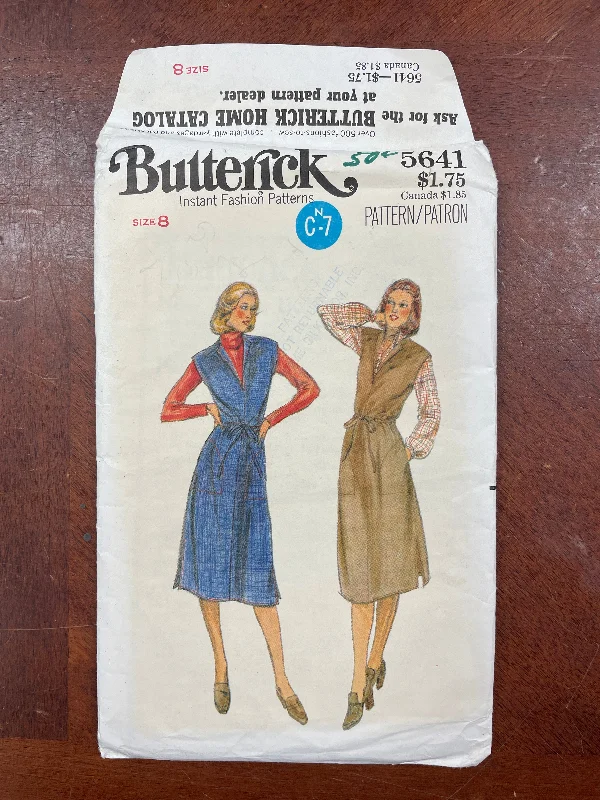 SIZE 8
5641—$1.75
Canada $1.85
Ask for the BUTTERICK HOME CATALOG
at your pattern dealer.
Butterick
50¢
5641
$1.75
Canada $1.85
Instant Fashion Patterns
SIZE 8
N
C-7
PATTERN/PATRON